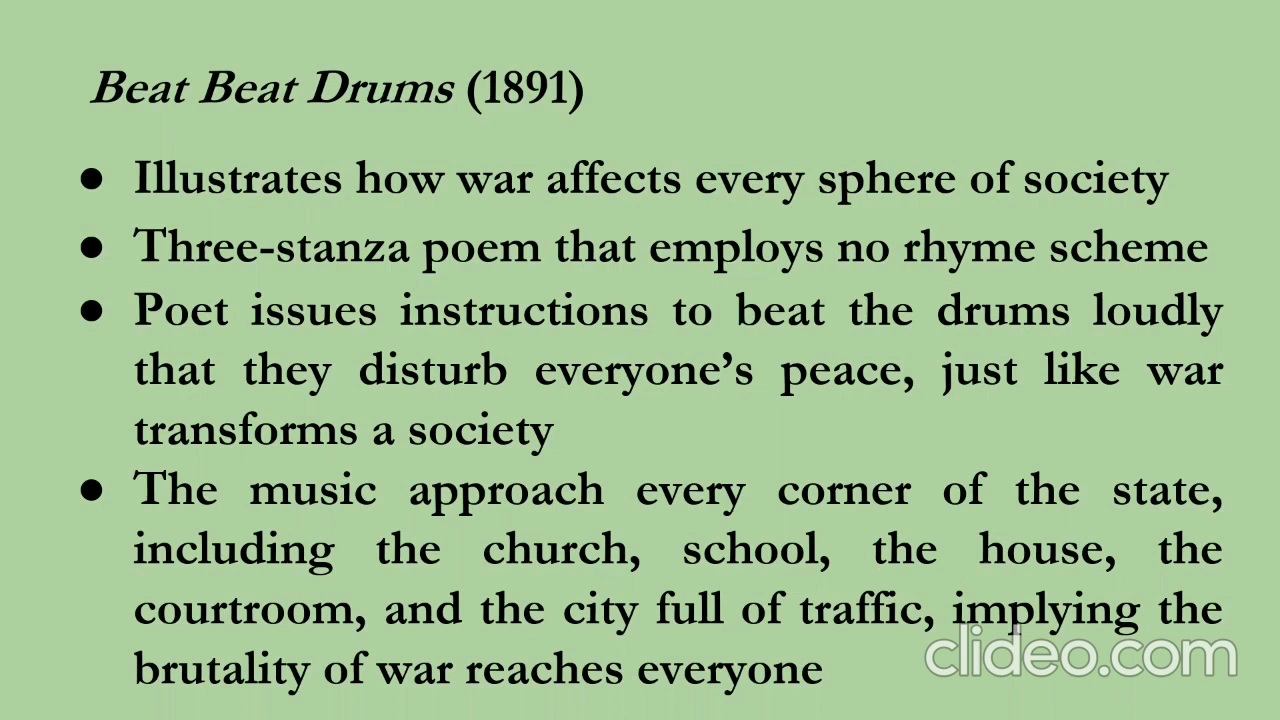 Beat Beat Drums (1891)
● Illustrates how war affects every sphere of society
● Three-stanza poem that employs no rhyme scheme
● Poet issues instructions to beat the drums loudly
that they disturb everyone’s peace, just like war
transforms a society
● The music approach every corner of the state,
including the church, school, the house, the
courtroom, and the city full of traffic, implying the
brutality of war reaches everyone
clideo.com